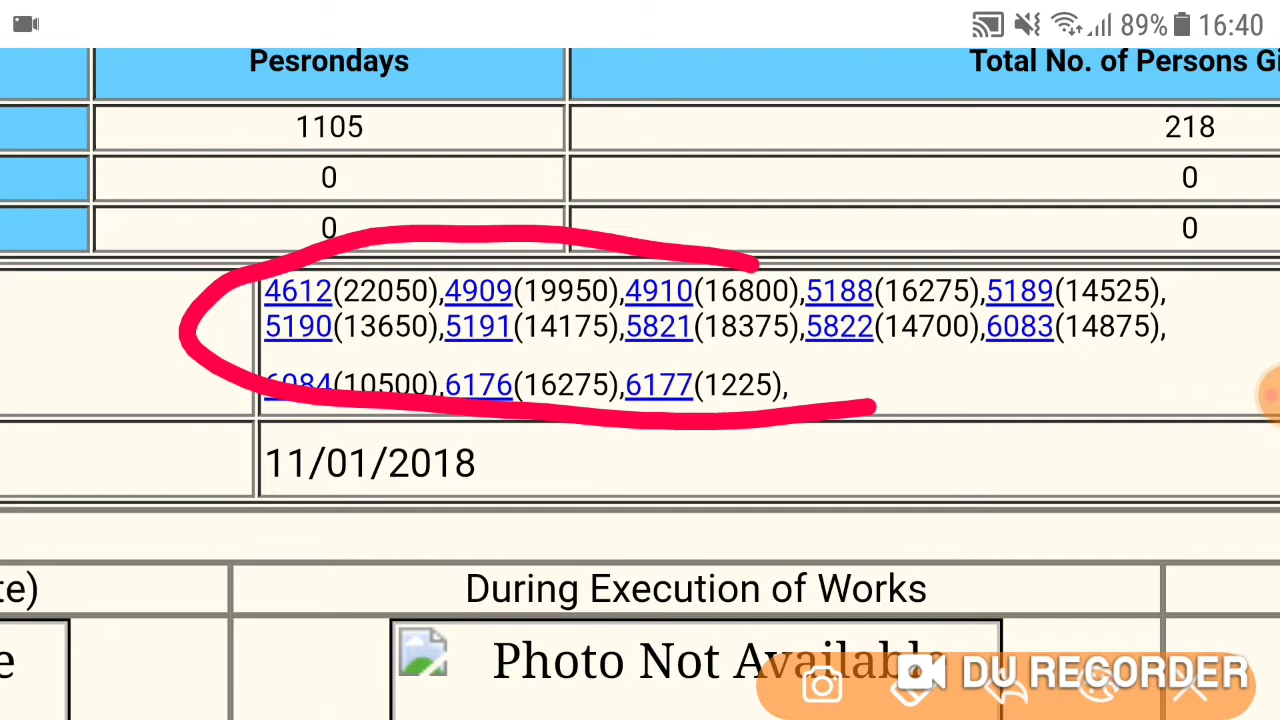 89% 16:40
Pesrondays Total No. of Persons Gi
1105 218
0 0
0 0
4612(22050),4909(19950),4910(16800),5188(16275),5189(14525),
5190(13650),5191(14175),5821(18375),5822(14700),6083(14875),
6084(10500),6176(16275),6177(1225),
11/01/2018
te) During Execution of Works
e Photo Not Available
DU RECORDER